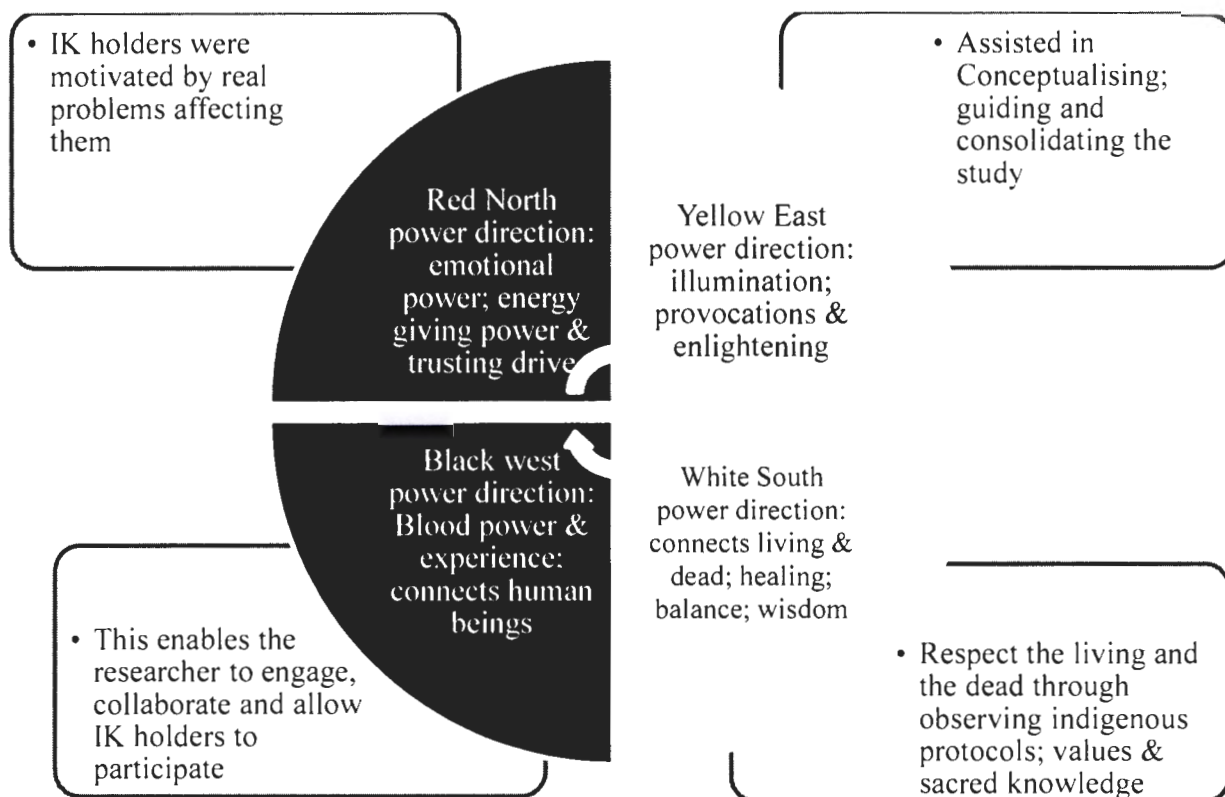 • IK holders were
motivated by real
problems affecting
them
• Assisted in
Conceptualising;
guiding and
consolidating the
study
Red North
power direction:
emotional
power; energy
giving power &
trusting drive
Yellow East
power direction:
illumination;
provocations &
enlightening
Black west
power direction:
Blood power &
experience:
connects human
beings
White South
power direction:
connects living &
dead; healing;
balance; wisdom
• This enables the
researcher to engage,
collaborate and allow
IK holders to
participate
• Respect the living and
the dead through
observing indigenous
protocols; values &
sacred knowledge